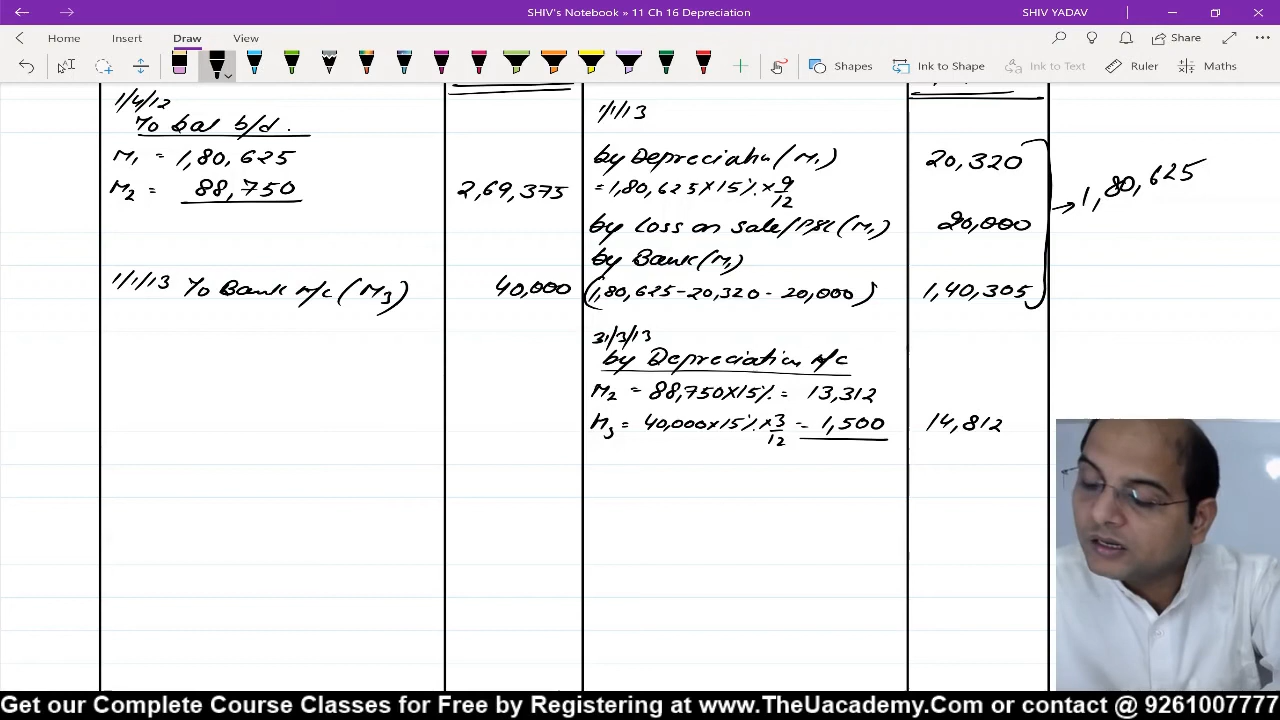 SHIV's Notebook » 11 Ch 16 Depreciation
SHIV YADAV
Home Insert Draw View
Share
Shapes Ink to Shape Ink to Text Ruler Maths
1/4/12
To bal b/d.
M1 = 1,80,625
M2 = 88,750 2,69,375
1/1/13 To Bank A/c (M3) 40,000
1/1/13
by Depreciation (M1) 20,320
= 1,80,625 x 15% x 9/12
by Loss on sale/P&L (M1) 20,000
by Bank (M1)
(1,80,625 - 20,320 - 20,000) 1,40,305
→ 1,80,625
31/3/13
by Depreciation A/c
M2 = 88,750 x 15% = 13,312
M3 = 40,000 x 15% x 3/12 = 1,500 14,812
Get our Complete Course Classes for Free by Registering at www.TheUacademy.Com or contact @ 9261007777